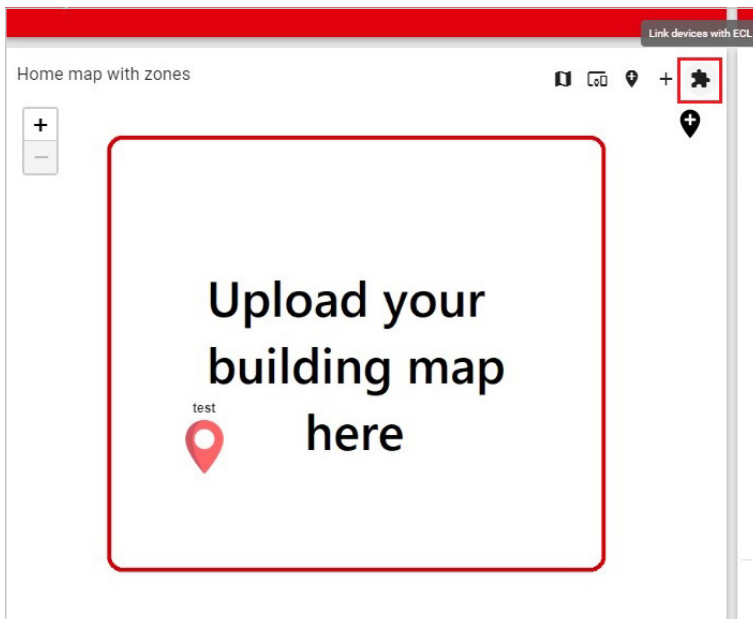 Link devices with ECL
Home map with zones
Upload your
building map
here
test